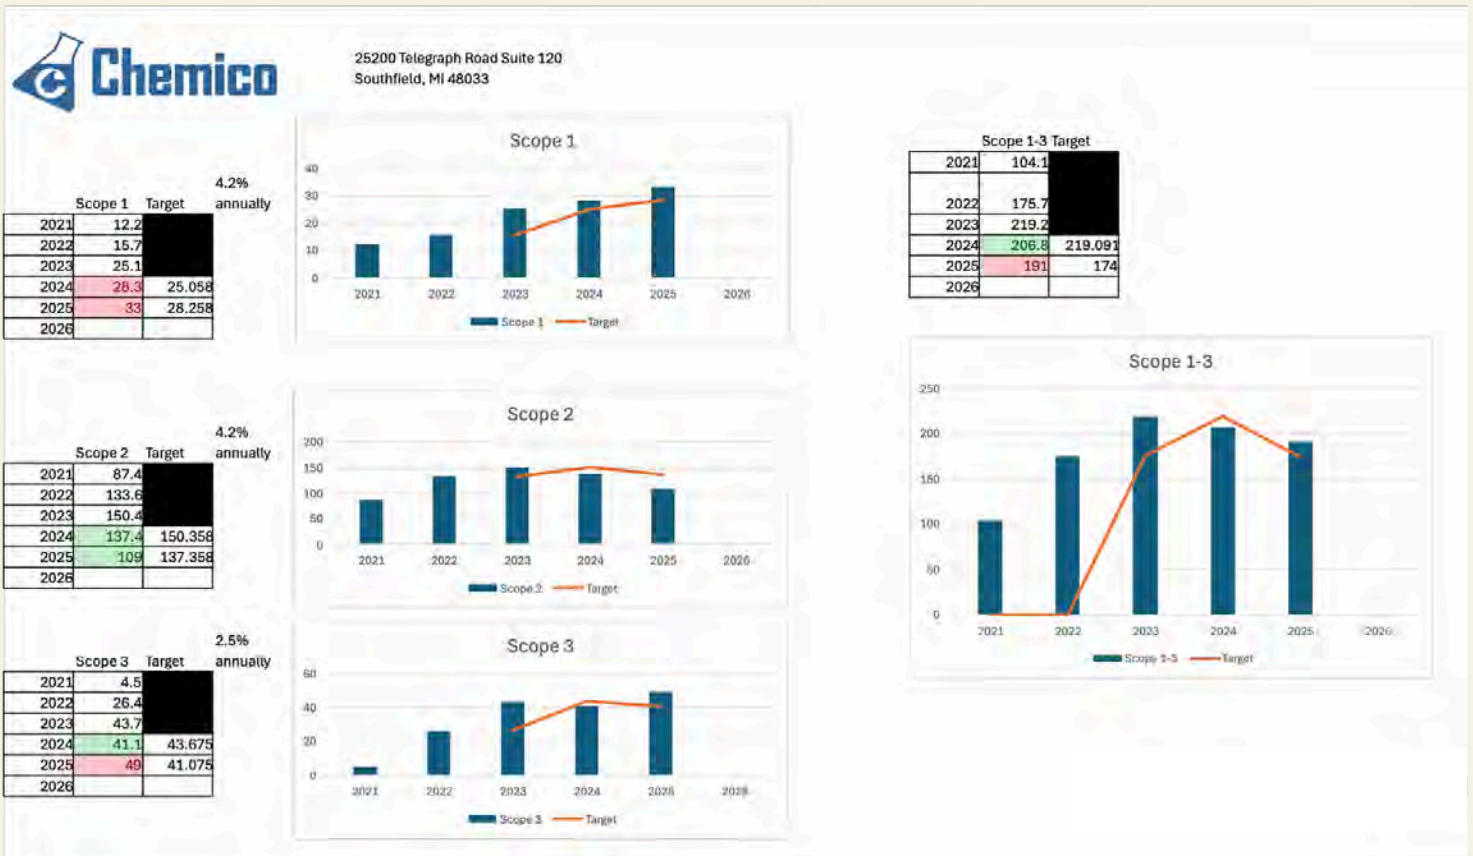 Chemico
25200 Telegraph Road Suite 120
Southfield, MI 48033
4.2%
Scope 1 Target annually
2021 12.2
2022 15.7
2023 25.1
2024 28.3 25.058
2025 33 28.258
2026
Scope 1
40
30
20
10
0
2021 2022 2023 2024 2025 2026
Scope 1 Target
4.2%
Scope 2 Target annually
2021 87.4
2022 133.6
2023 150.4
2024 137.4 150.358
2025 109 137.358
2026
Scope 2
200
150
100
50
0
2021 2022 2023 2024 2025 2026
Scope 2 Target
2.5%
Scope 3 Target annually
2021 4.5
2022 26.4
2023 43.7
2024 41.1 43.675
2025 49 41.075
2026
Scope 3
60
40
20
0
2021 2022 2023 2024 2025 2026
Scope 3 Target
Scope 1-3 Target
2021 104.1
2022 175.7
2023 219.2
2024 206.8 219.091
2025 191 174
2026
Scope 1-3
250
200
150
100
50
0
2021 2022 2023 2024 2025 2026
Scope 1-3 Target